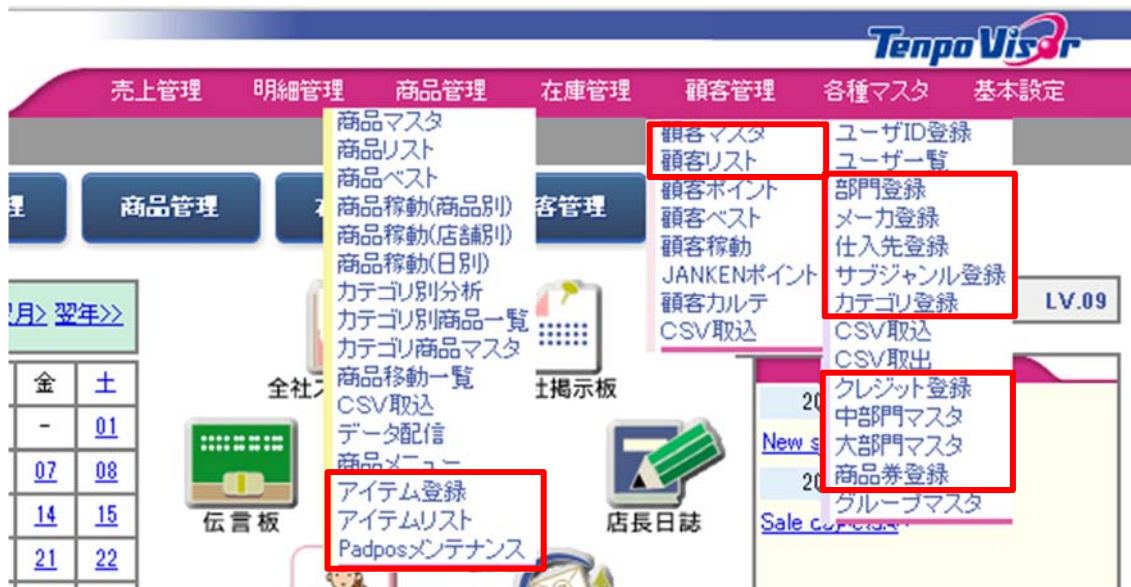 Tenpo Visor
売上管理 明細管理 商品管理 在庫管理 顧客管理 各種マスタ 基本設定
商品マスタ
商品リスト
商品ベスト
商品稼動(商品別)
商品稼動(店舗別)
商品稼動(日別)
カテゴリ別分析
カテゴリ別商品一覧
カテゴリ商品マスタ
商品移動一覧
CSV取込
データ配信
商品メニュー
アイテム登録
アイテムリスト
Padposメンテナンス
顧客マスタ
顧客リスト
顧客ポイント
顧客ベスト
顧客稼動
JANKENポイント
顧客カルテ
CSV取込
ユーザID登録
ユーザ一覧
部門登録
メーカ登録
仕入先登録
サブジャンル登録
カテゴリ登録
CSV取込
CSV取出
クレジット登録
中部門マスタ
大部門マスタ
商品券登録
グループマスタ
商品管理
客管理
月> 翌年>>
LV.09
金 土
- 01
07 08
14 15
21 22
全社
掲示板
伝言板
店長日誌
20
New s
20
Sale